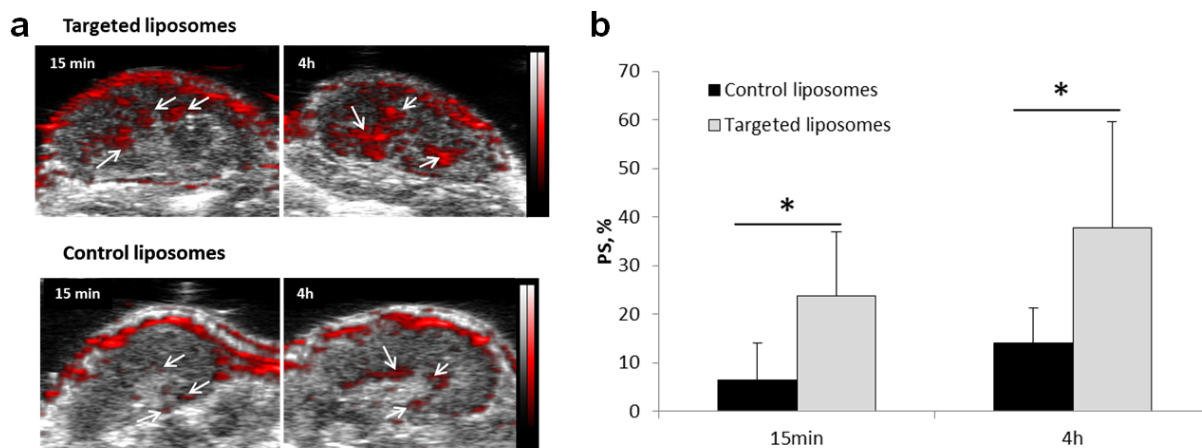 a
Targeted liposomes
15 min
4h
Control liposomes
15 min
4h
b
70
60
50
40
30
20
10
0
PS, %
Control liposomes
Targeted liposomes
*
*
15min
4h